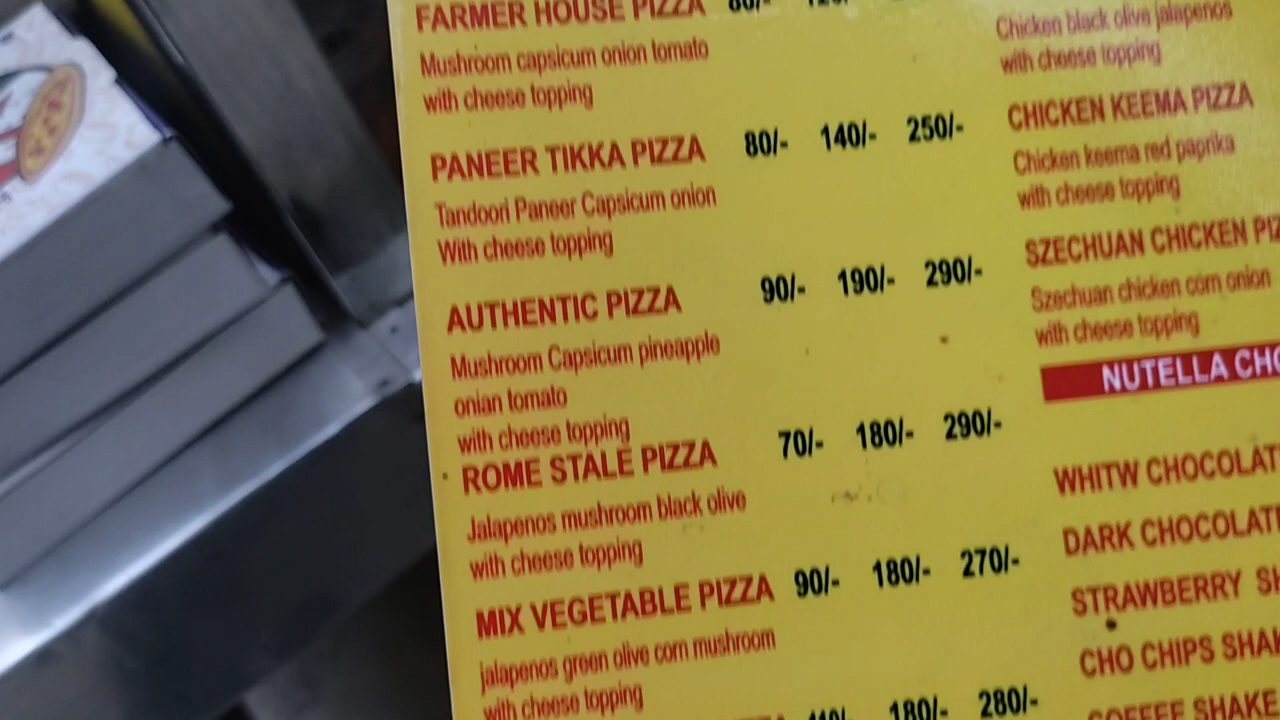 FARMER HOUSE PIZZA 80/-
Mushroom capsicum onion tomato
with cheese topping
PANEER TIKKA PIZZA 80/- 140/- 250/-
Tandoori Paneer Capsicum onion
With cheese topping
AUTHENTIC PIZZA 90/- 190/- 290/-
Mushroom Capsicum pineapple
onian tomato
with cheese topping
ROME STALE PIZZA 70/- 180/- 290/-
Jalapenos mushroom black olive
with cheese topping
MIX VEGETABLE PIZZA 90/- 180/- 270/-
jalapenos green olive corn mushroom
with cheese topping
180/- 280/-
Chicken black olive jalapenos
with cheese topping
CHICKEN KEEMA PIZZA
Chicken keema red paprika
with cheese topping
SZECHUAN CHICKEN PIZ
Szechuan chicken corn onion
with cheese topping
NUTELLA CHO
WHITW CHOCOLAT
DARK CHOCOLATE
STRAWBERRY SH
CHO CHIPS SHAK
COFFEE SHAKE